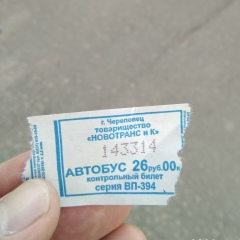 г. Череповец
товарищество
"НОВОТРАНС и К"
143314
АВТОБУС 26руб.00к
контрольный билет
серия ВП-394